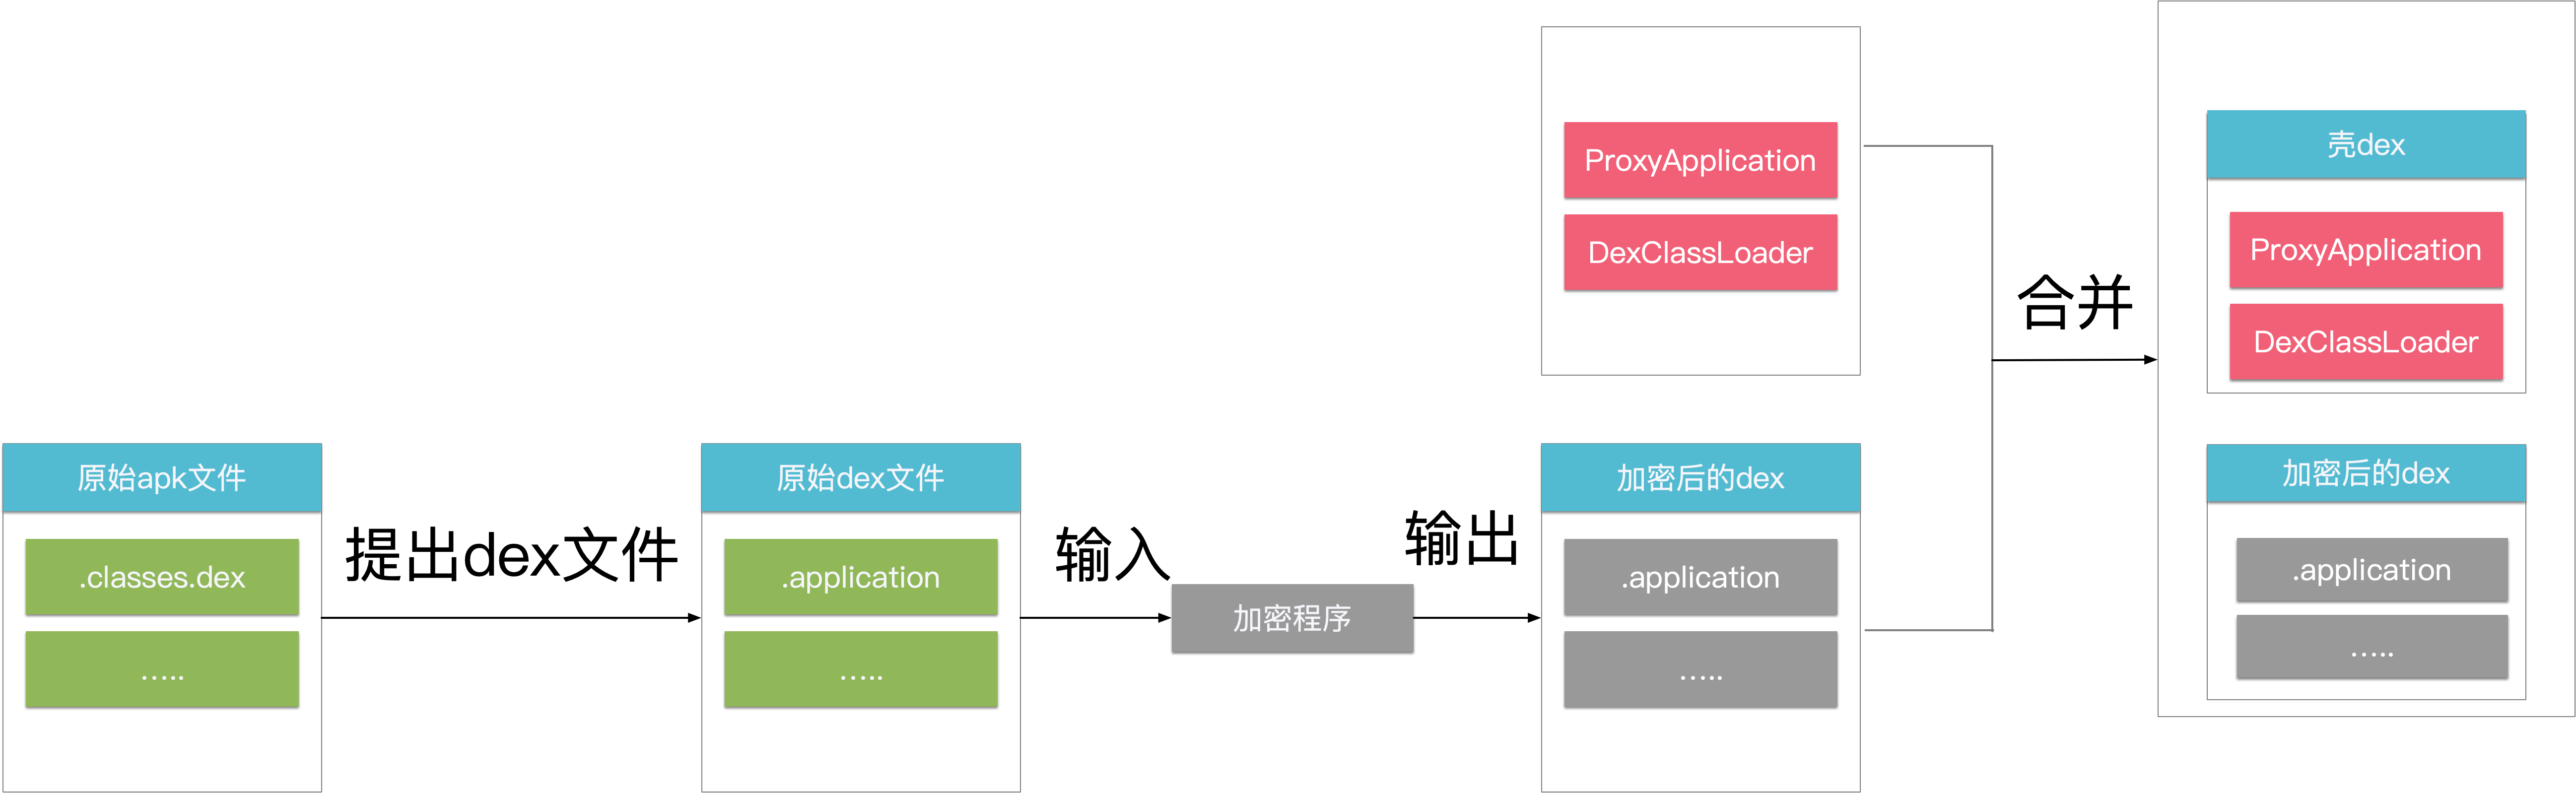 原始apk文件
.classes.dex
.....
提出dex文件
原始dex文件
.application
.....
输入
加密程序
输出
ProxyApplication
DexClassLoader
加密后的dex
.application
.....
合并
壳dex
ProxyApplication
DexClassLoader
加密后的dex
.application
.....